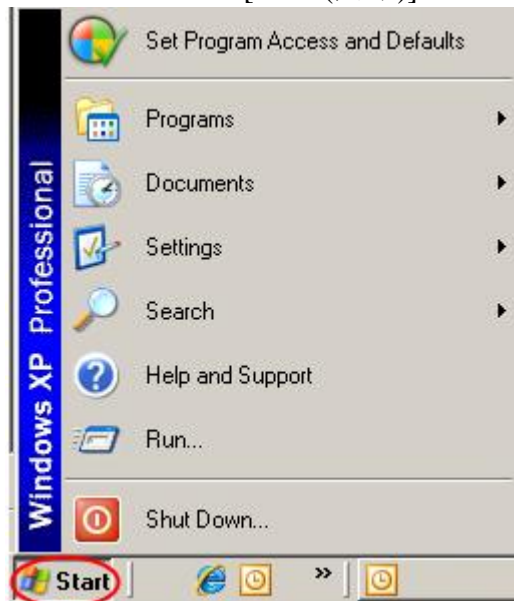 Set Program Access and Defaults
Programs
Documents
Settings
Search
Help and Support
Run...
Shut Down...
Windows XP Professional
Start
»